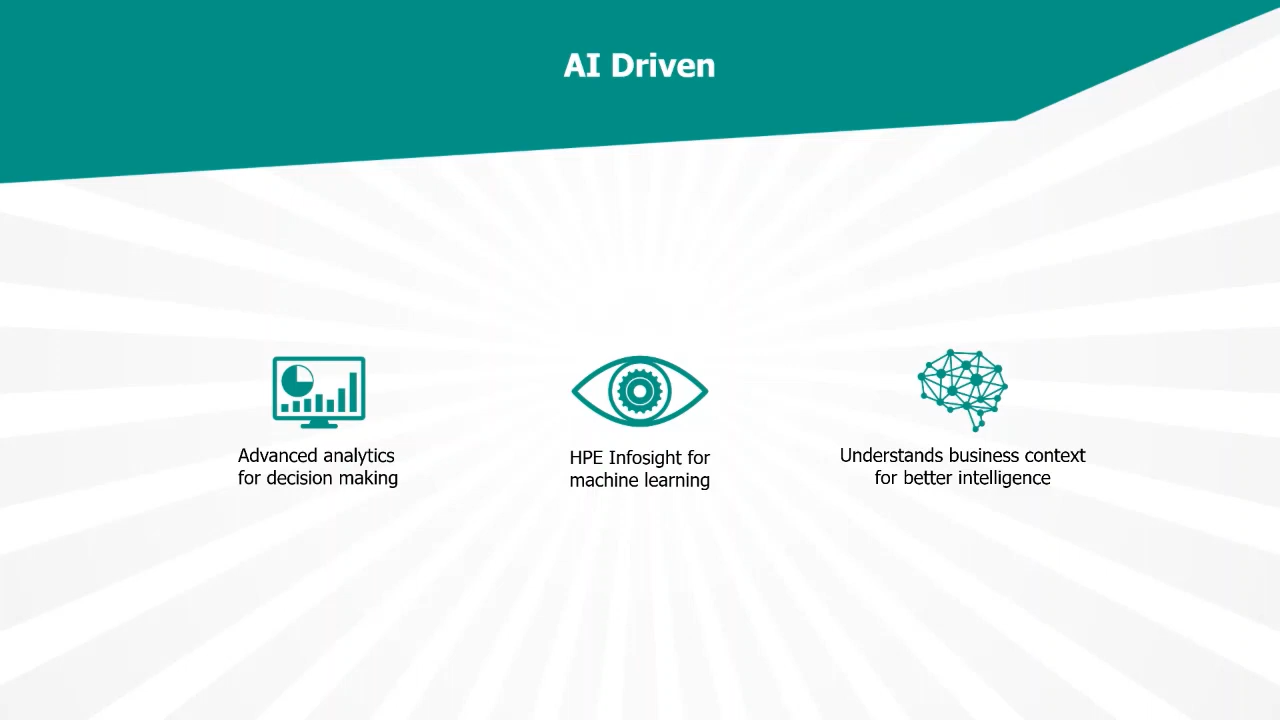 AI Driven
Advanced analytics
for decision making
HPE Infosight for
machine learning
Understands business context
for better intelligence